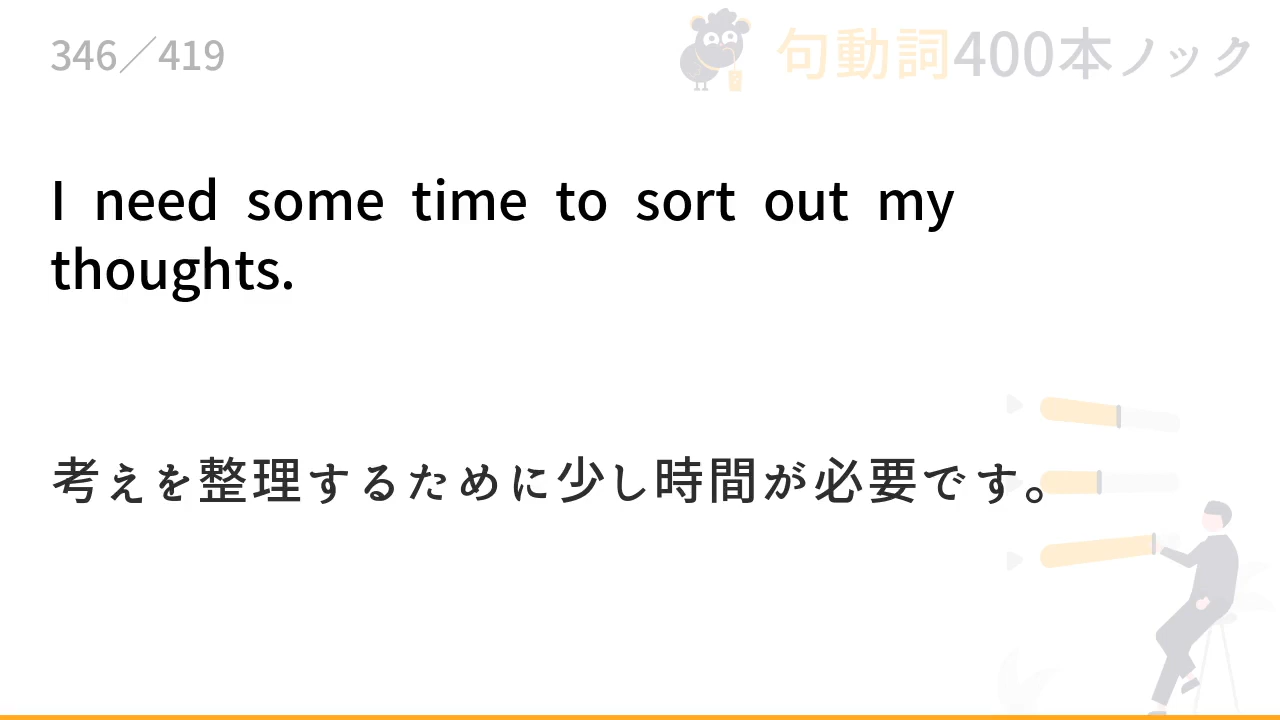 346／419
句動詞400本ノック
I need some time to sort out my
thoughts.
考えを整理するために少し時間が必要です。